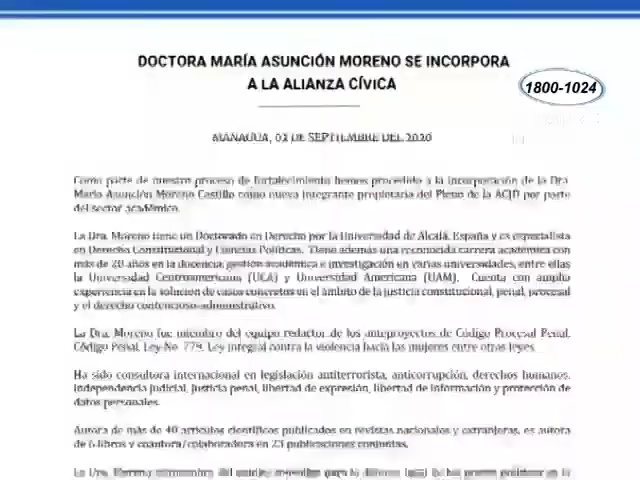 DOCTORA MARÍA ASUNCIÓN MORENO SE INCORPORA
A LA ALIANZA CÍVICA
1800-1024
MANAGUA, 02 DE SEPTIEMBRE DEL 2020
Como parte de nuestro proceso de fortalecimiento hemos procedido a la incorporación de la Dra.
María Asunción Moreno Castillo como nueva integrante propietaria del Pleno de la ACJD por parte
del sector académico.
La Dra. Moreno tiene un Doctorado en Derecho por la Universidad de Alcalá, España y es especialista
en Derecho Constitucional y Ciencias Políticas. Tiene además una reconocida carrera académica con
más de 20 años en la docencia, gestión académica e investigación en varias universidades, entre ellas
la Universidad Centroamericana (UCA) y Universidad Americana (UAM). Cuenta con amplia
experiencia en la solución de casos concretos en el ámbito de la justicia constitucional, penal, procesal
y el derecho contencioso-administrativo.
La Dra. Moreno fue miembro del equipo redactor de los anteproyectos de Código Procesal Penal,
Código Penal, Ley No. 779, Ley integral contra la violencia hacia las mujeres entre otras leyes.
Ha sido consultora internacional en legislación antiterrorista, anticorrupción, derechos humanos,
independencia judicial, justicia penal, libertad de expresión, libertad de información y protección de
datos personales.
Autora de más de 40 artículos científicos publicados en revistas nacionales y extranjeras, es autora
de 6 libros y coautora/colaboradora en 23 publicaciones conjuntas.
La Dra. Moreno